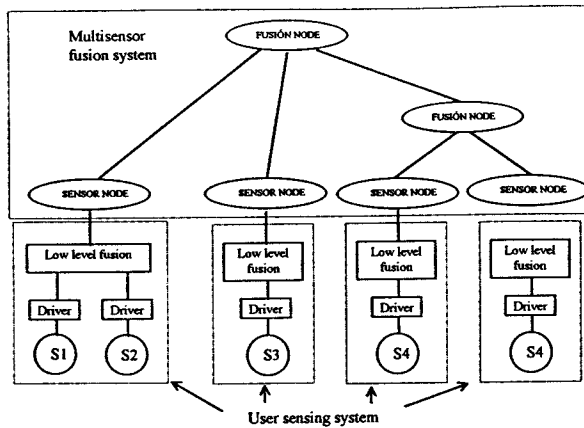 Multisensor
fusion system
FUSIÓN NODE
FUSIÓN NODE
SENSOR NODE
SENSOR NODE
SENSOR NODE
SENSOR NODE
Low level fusion
Low level
fusion
Low level
fusion
Low level
fusion
Driver
Driver
Driver
Driver
Driver
S1
S2
S3
S4
S4
User sensing system